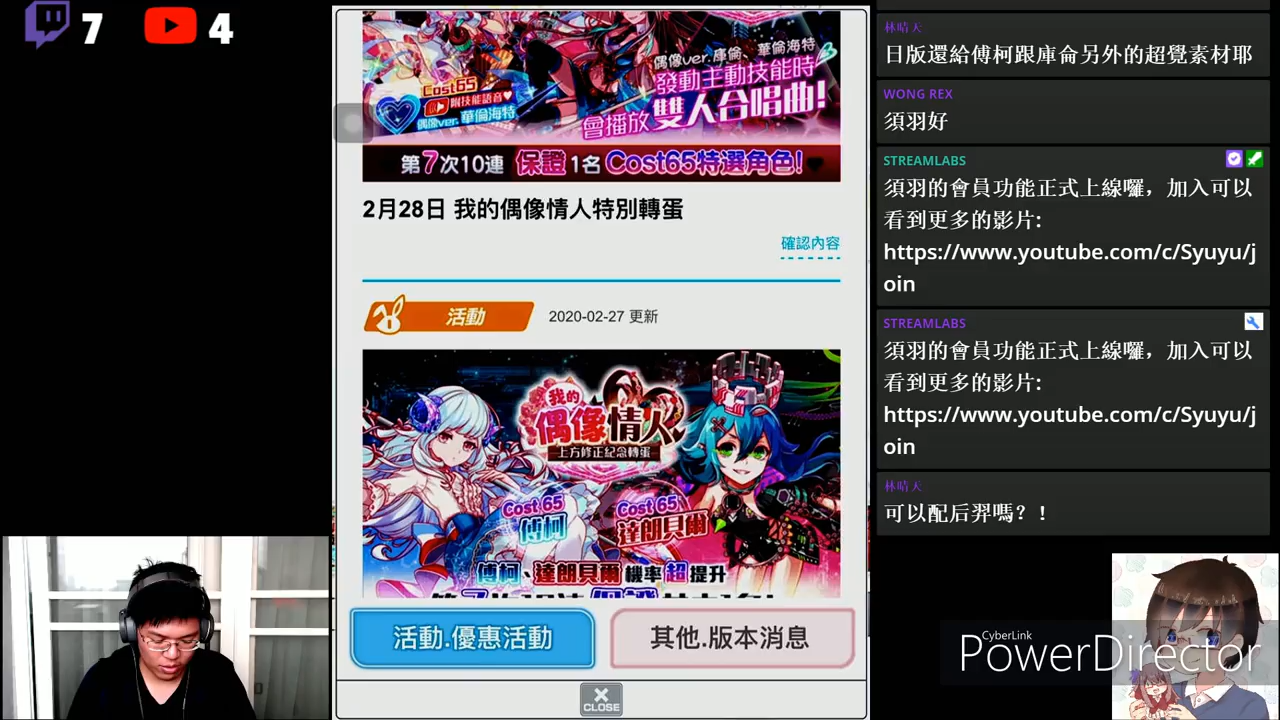 7
4
偶像ver.庫倫、華倫海特
發動主動技能時
會播放 雙人合唱曲!
Cost65
附技能語音♥
偶像ver. 華倫海特
第7次10連 保證1名 Cost65特選角色!
2月28日 我的偶像情人特別轉蛋
確認內容
活動
2020-02-27 更新
我的
偶像情人
上方修正紀念轉蛋
Cost 65
傅柯
Cost 65
達朗貝爾
傅柯、達朗貝爾 機率 超 提升
活動.優惠活動
其他.版本消息
CLOSE
林晴天
日版還給傅柯跟庫侖另外的超覺素材耶
WONG REX
須羽好
STREAMLABS
須羽的會員功能正式上線囉，加入可以
看到更多的影片:
https://www.youtube.com/c/Syuyu/j
oin
STREAMLABS
須羽的會員功能正式上線囉，加入可以
看到更多的影片:
https://www.youtube.com/c/Syuyu/j
oin
林晴天
可以配后羿嗎？！
CyberLink
PowerDirector